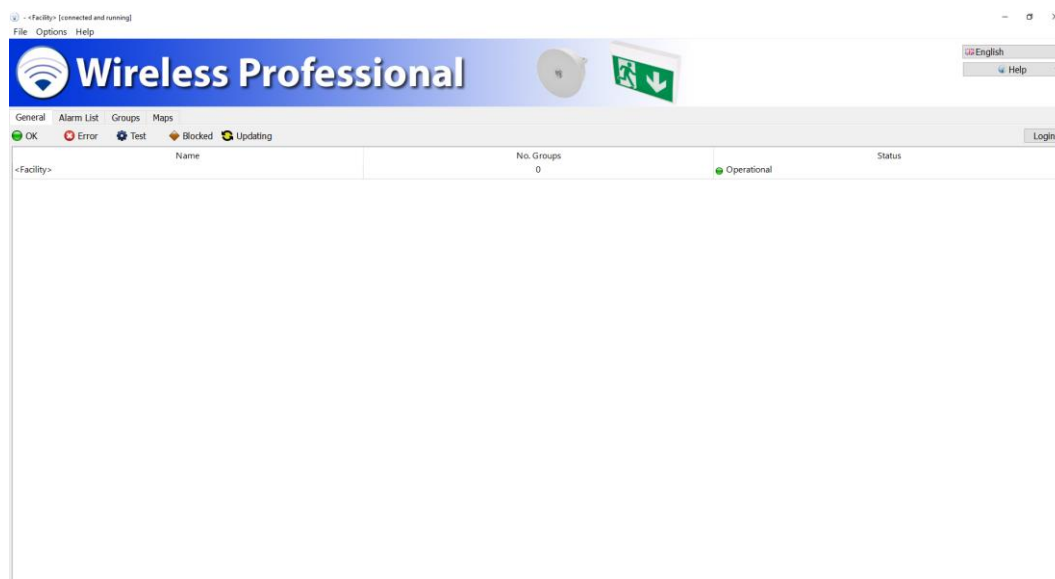 - <Facility> [connected and running]
File Options Help
Wireless Professional
English
Help
General Alarm List Groups Maps
OK Error Test Blocked Updating Login
Name No. Groups Status
<Facility> 0 Operational